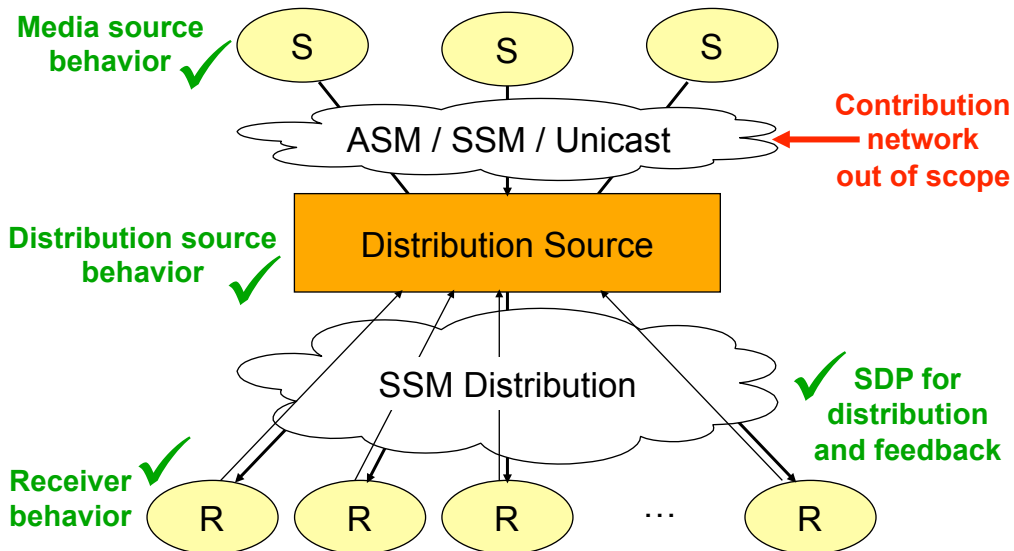 Media source
behavior
S
S
S
ASM / SSM / Unicast
Contribution
network
out of scope
Distribution source
behavior
Distribution Source
SSM Distribution
SDP for
distribution
and feedback
Receiver
behavior
R
R
R
...
R